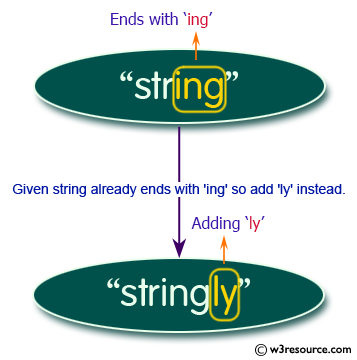 Ends with ‘ing’
“string”
Given string already ends with 'ing' so add 'ly' instead.
Adding ‘ly’
“stringly”
© w3resource.com